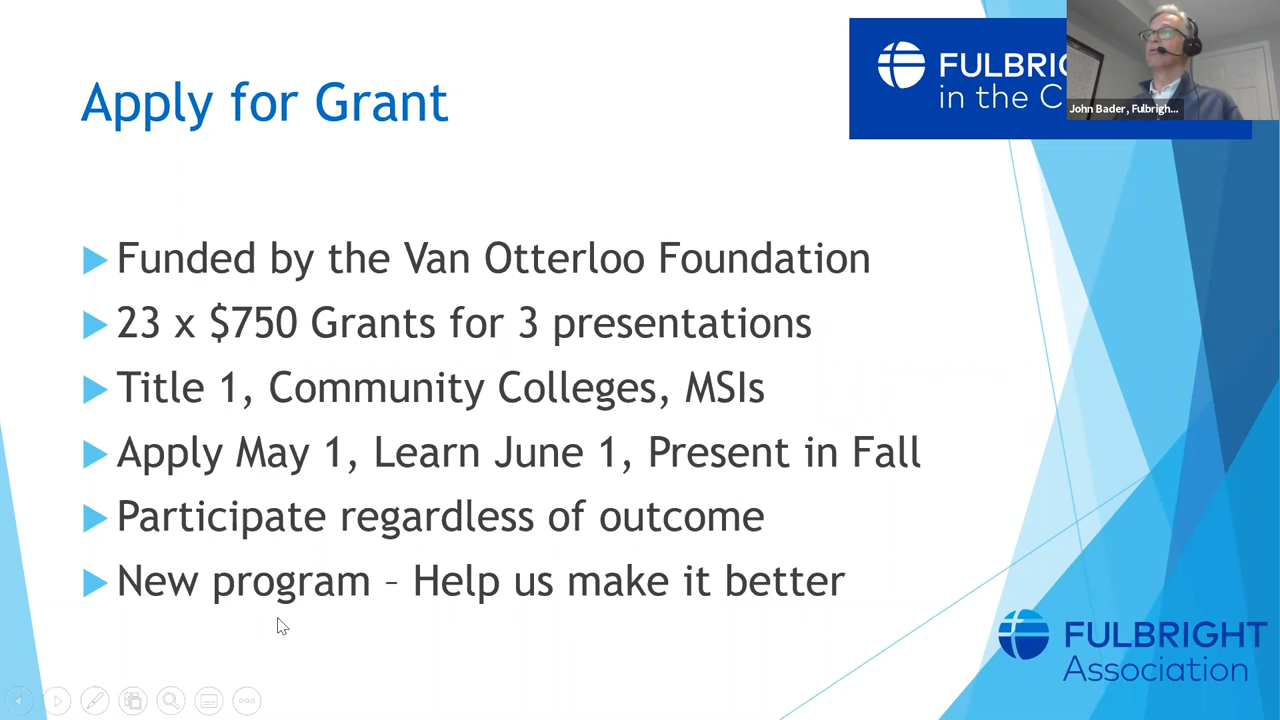 Apply for Grant
FULBRIG
in the C
John Bader, Fulbrigh...
Funded by the Van Otterloo Foundation
23 x $750 Grants for 3 presentations
Title 1, Community Colleges, MSIs
Apply May 1, Learn June 1, Present in Fall
Participate regardless of outcome
New program – Help us make it better
FULBRIGHT
Association